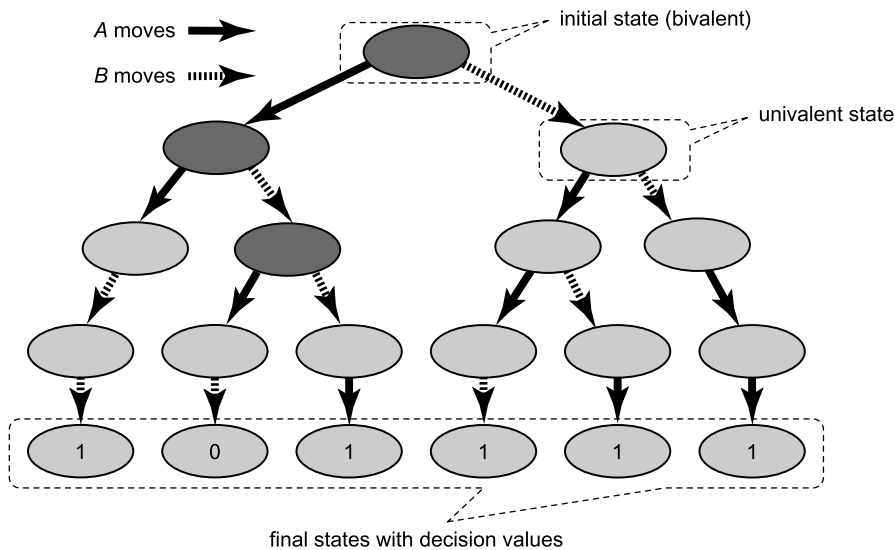 initial state (bivalent)
A moves
B moves
univalent state
1 0 1 1 1 1
final states with decision values